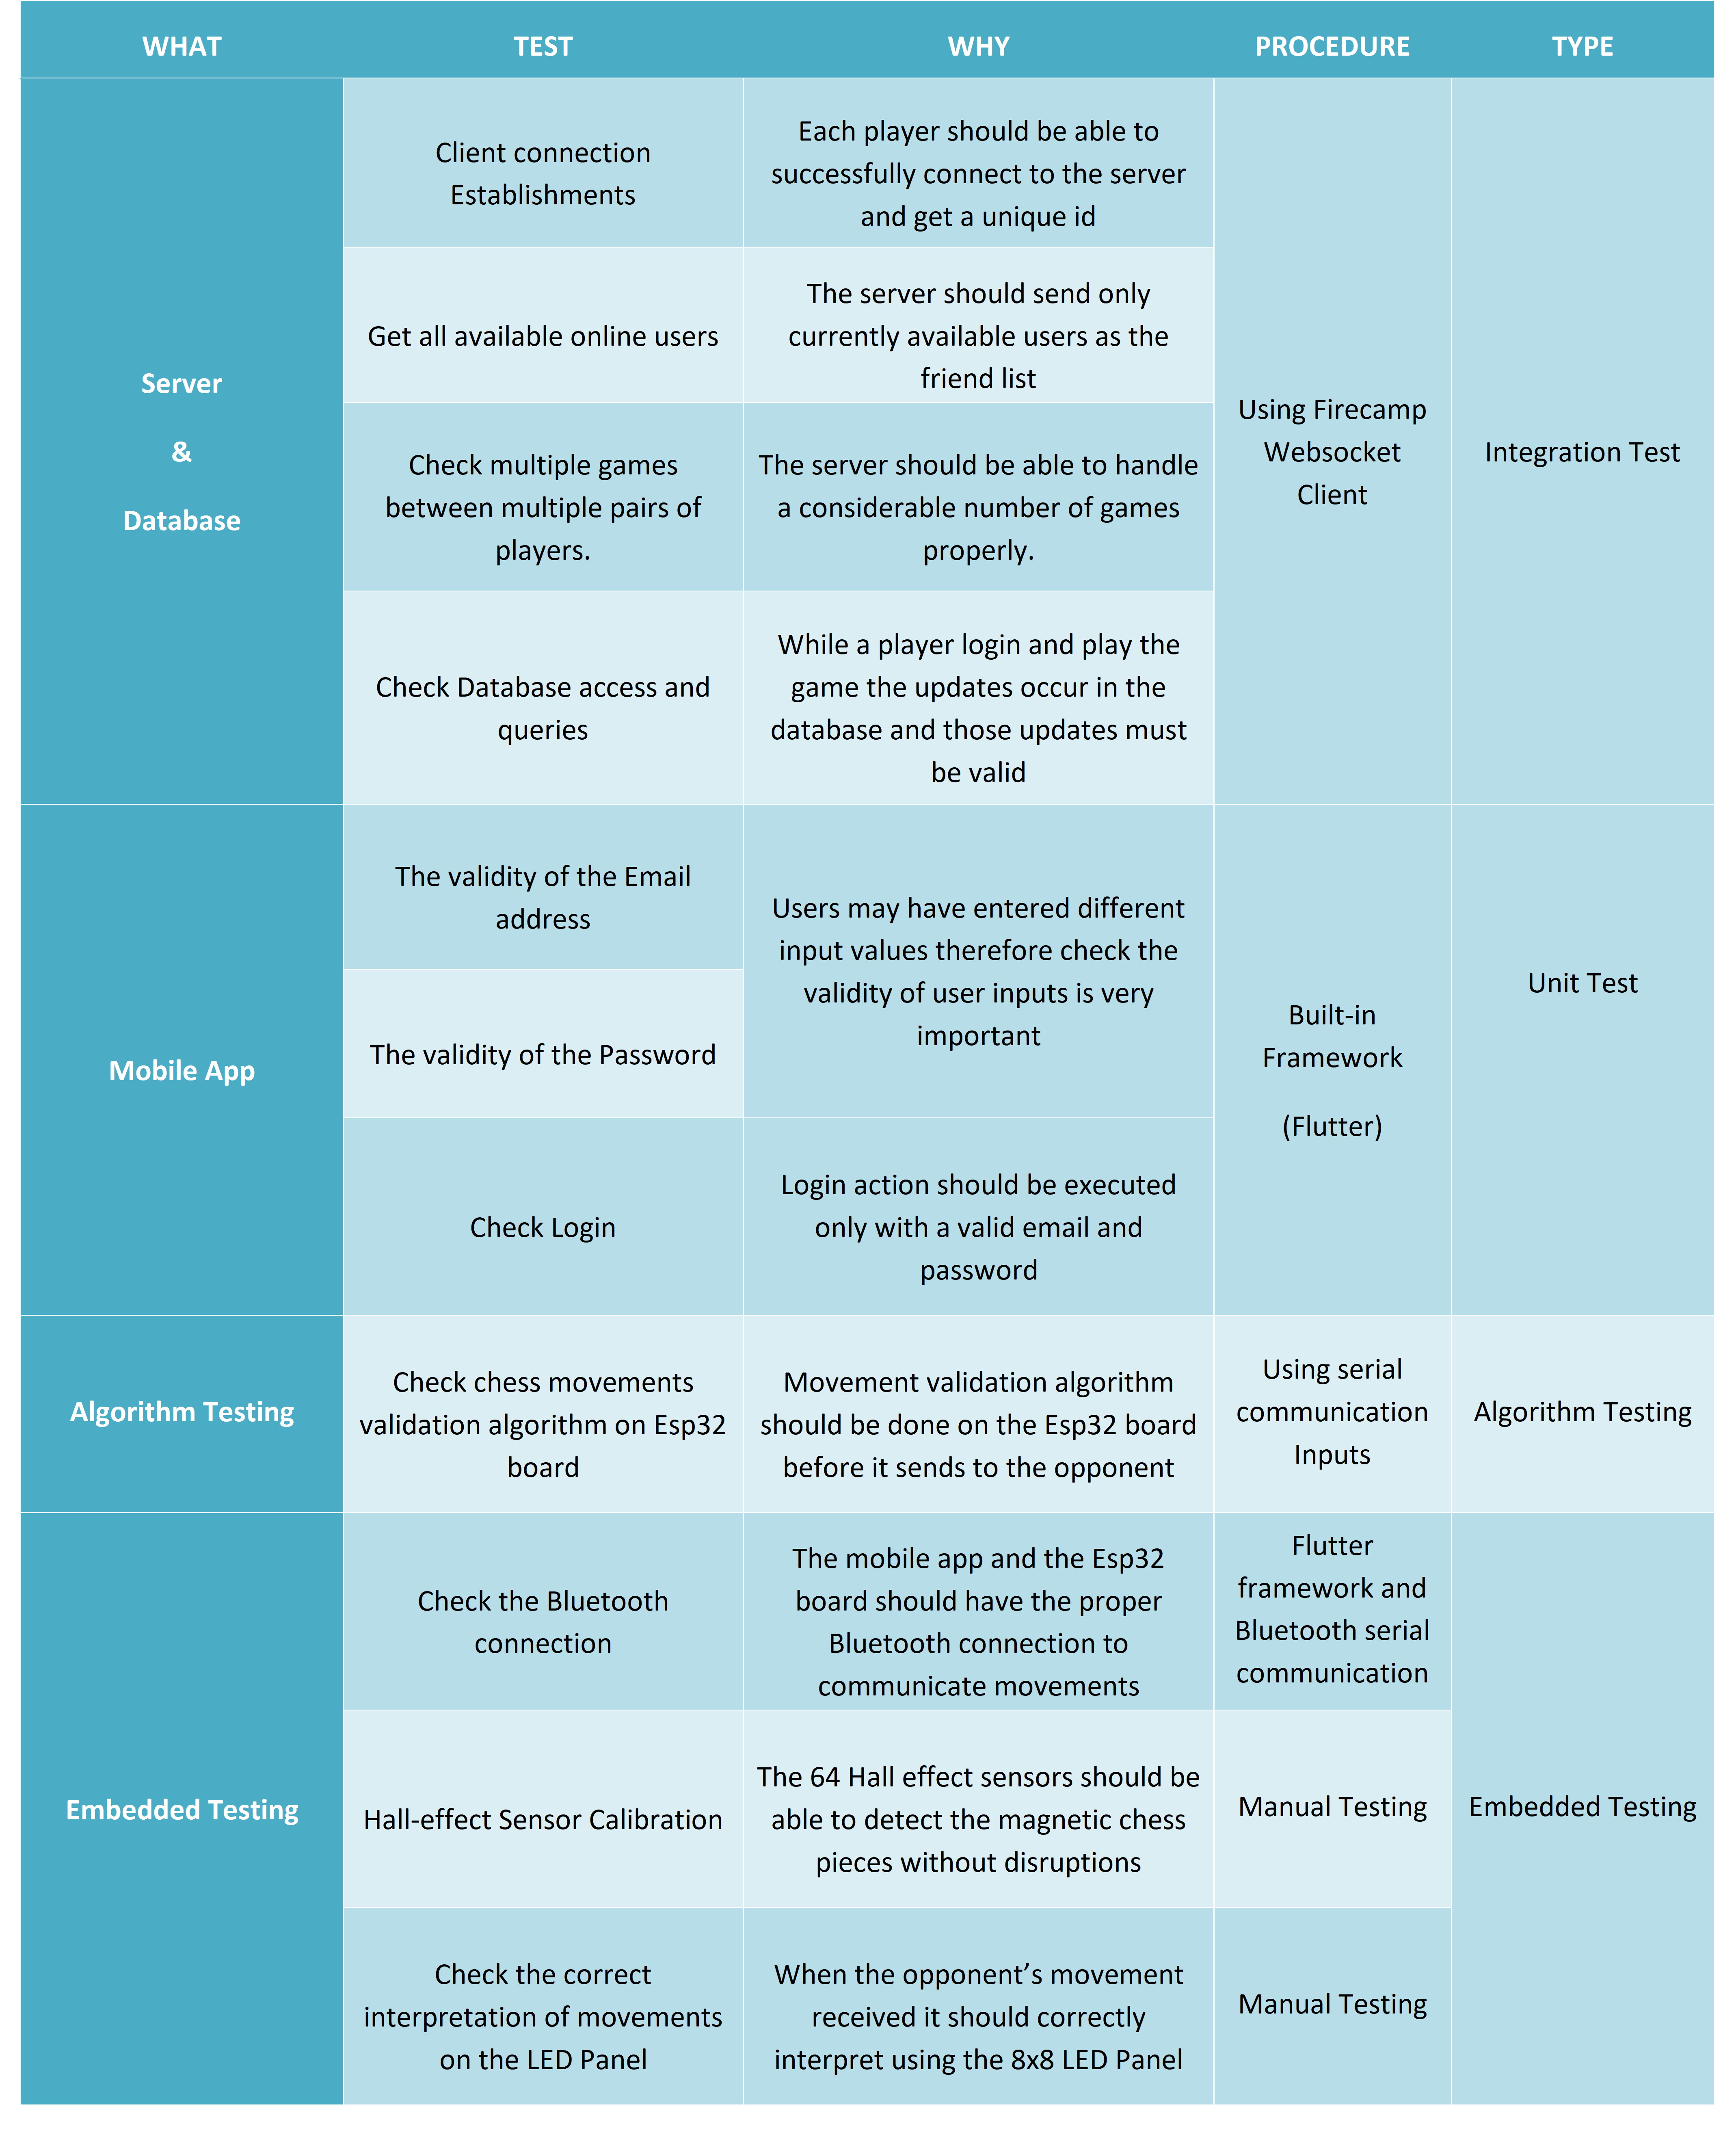 WHAT
TEST
WHY
PROCEDURE
TYPE
Server
&
Database
Client connection
Establishments
Each player should be able to
successfully connect to the server
and get a unique id
Using Firecamp
Websocket
Client
Integration Test
Get all available online users
The server should send only
currently available users as the
friend list
Check multiple games
between multiple pairs of
players.
The server should be able to handle
a considerable number of games
properly.
Check Database access and
queries
While a player login and play the
game the updates occur in the
database and those updates must
be valid
Mobile App
The validity of the Email
address
Users may have entered different
input values therefore check the
validity of user inputs is very
important
Built-in
Framework
(Flutter)
Unit Test
The validity of the Password
Check Login
Login action should be executed
only with a valid email and
password
Algorithm Testing
Check chess movements
validation algorithm on Esp32
board
Movement validation algorithm
should be done on the Esp32 board
before it sends to the opponent
Using serial
communication
Inputs
Algorithm Testing
Embedded Testing
Check the Bluetooth
connection
The mobile app and the Esp32
board should have the proper
Bluetooth connection to
communicate movements
Flutter
framework and
Bluetooth serial
communication
Embedded Testing
Hall-effect Sensor Calibration
The 64 Hall effect sensors should be
able to detect the magnetic chess
pieces without disruptions
Manual Testing
Check the correct
interpretation of movements
on the LED Panel
When the opponent’s movement
received it should correctly
interpret using the 8x8 LED Panel
Manual Testing